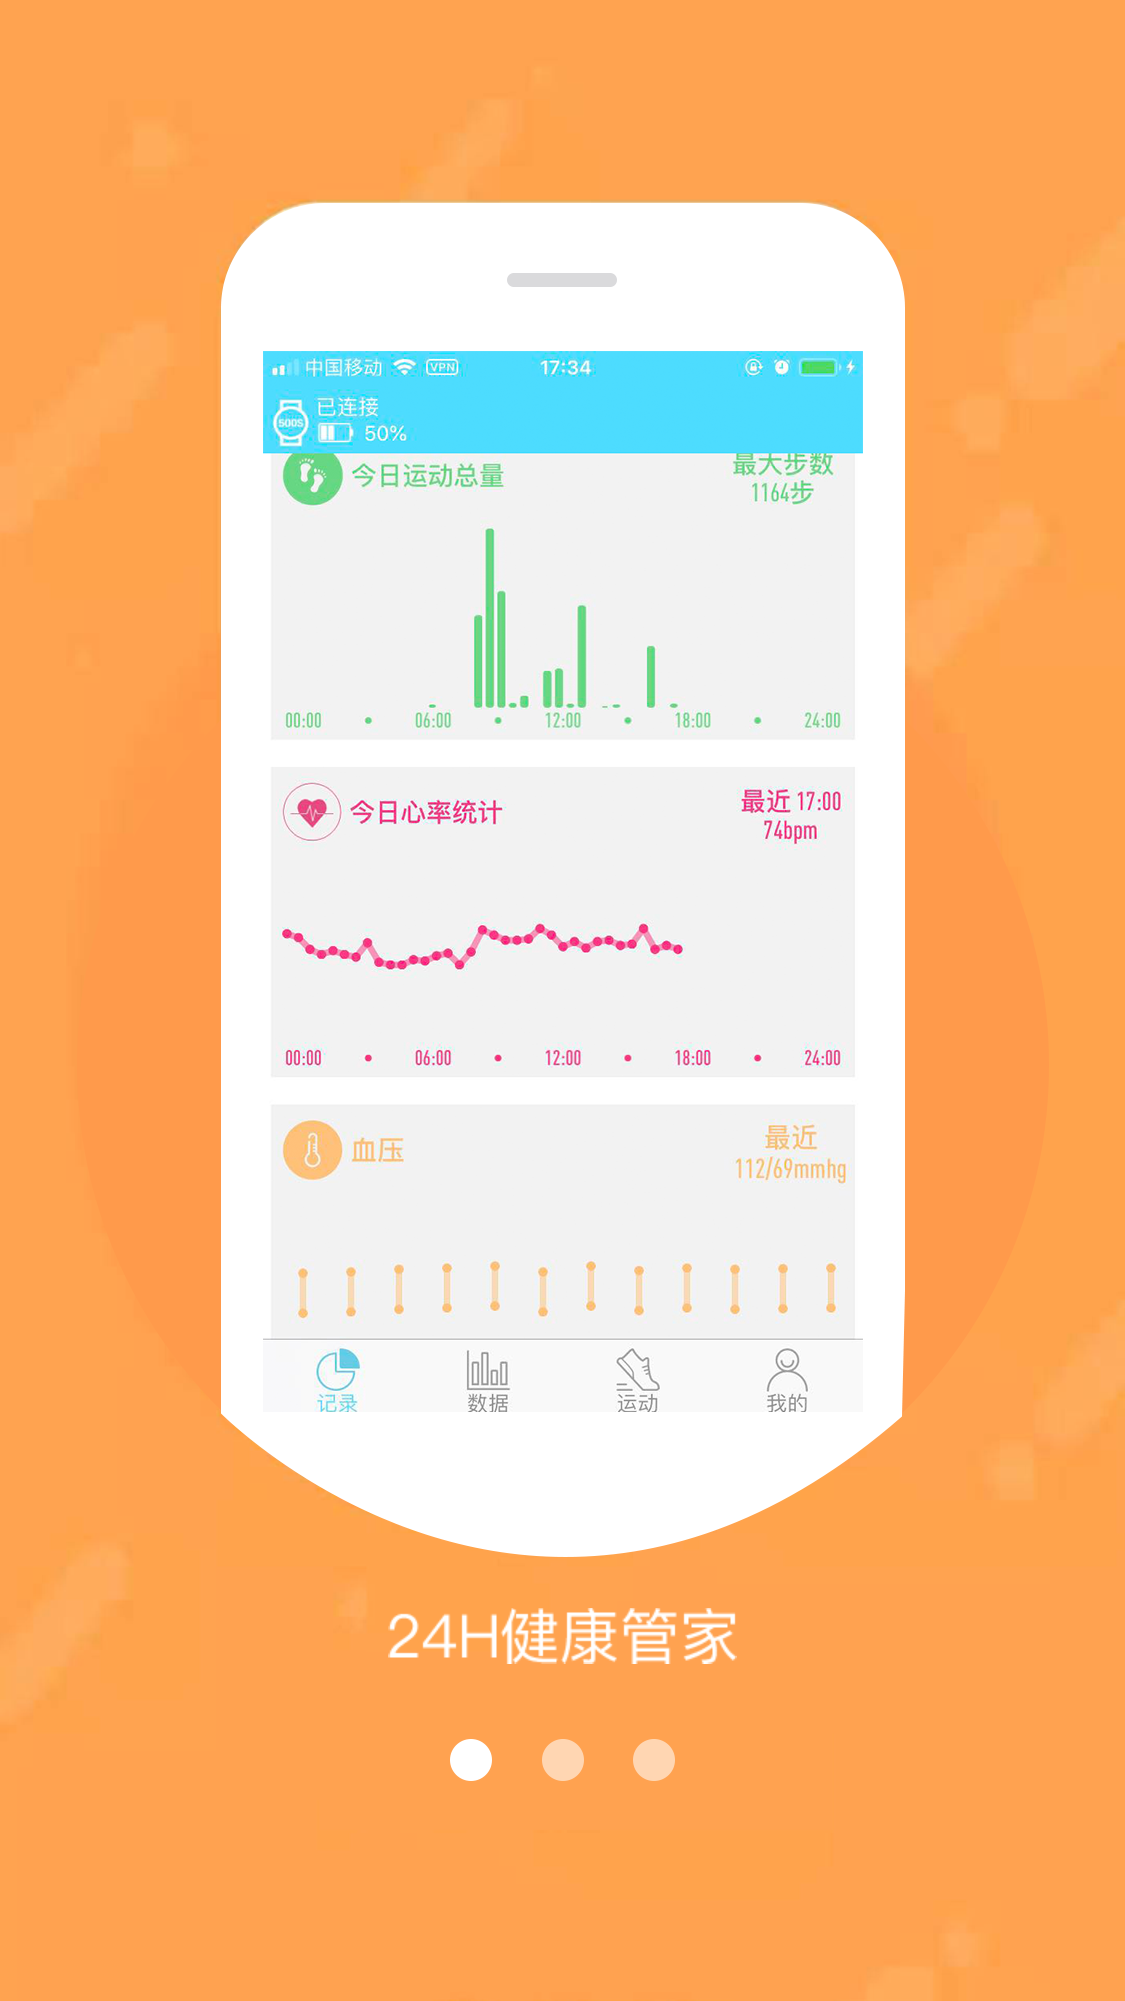 中国移动 VPN 17:34
已连接
500S
50%
今日运动总量
最大步数
1164步
00:00 06:00 12:00 18:00 24:00
今日心率统计
最近 17:00
74bpm
00:00 06:00 12:00 18:00 24:00
血压
最近
112/69mmhg
记录 数据 运动 我的
24H健康管家